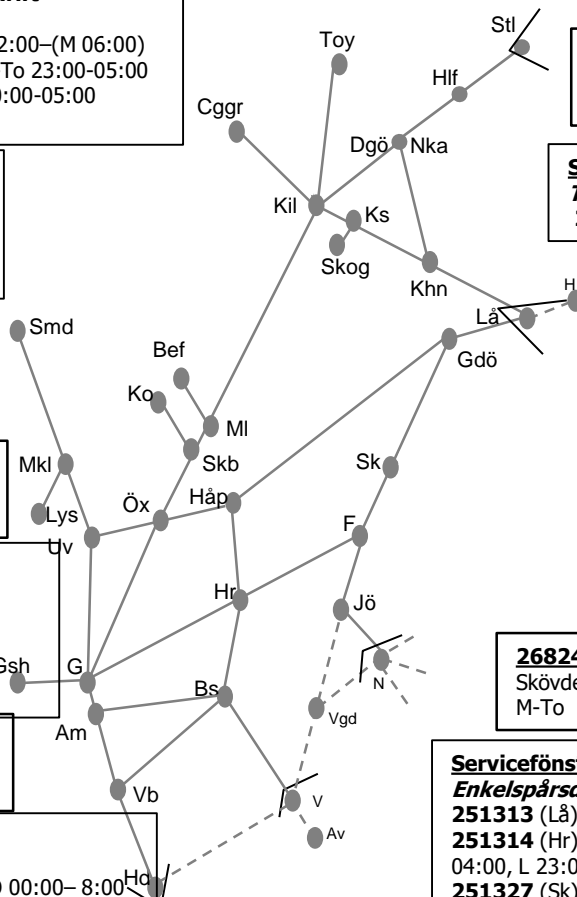 2:00–(M 06:00)
To 23:00-05:00
:00-05:00
Stl
Toy
Hlf
Cggr
Dgö
Nka
Kil
Ks
Skog
Khn
Lå
H
Gdö
Smd
Bef
Ko
Ml
Skb
Mkl
Sk
Håp
Öx
Lys
Uv
F
Hr
Jö
Gsh
G
N
Bs
Am
Vgd
Vb
V
Av
Hd
00:00– 8:00
26824
Skövde
M-To
Servicefönst
Enkelspårsd
251313 (Lå)
251314 (Hr)
04:00, L 23:0
251327 (Sk)